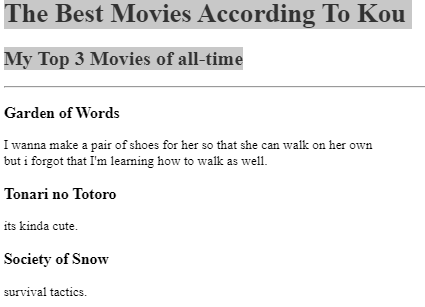 The Best Movies According To Kou
My Top 3 Movies of all-time
Garden of Words
I wanna make a pair of shoes for her so that she can walk on her own
but i forgot that I'm learning how to walk as well.
Tonari no Totoro
its kinda cute.
Society of Snow
survival tactics.